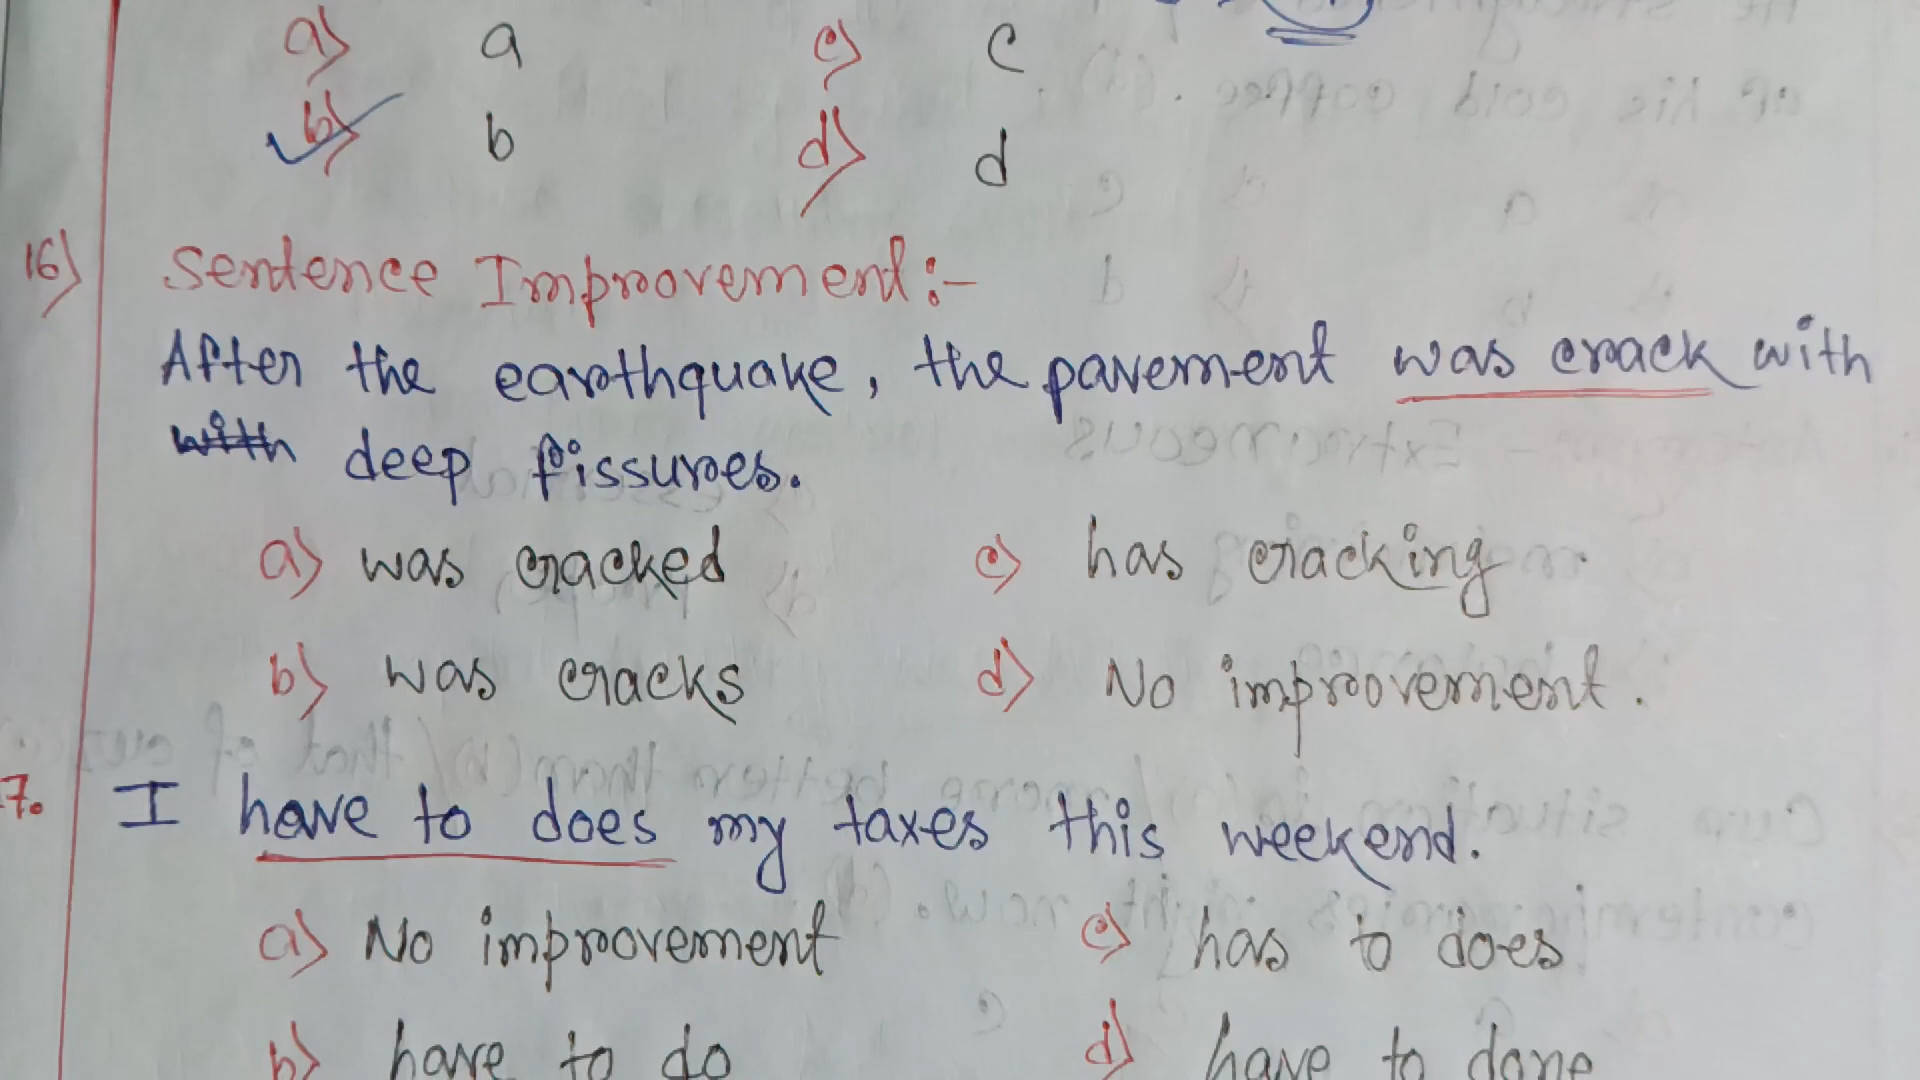 a) a c) c
b) b d) d
16) Sentence Improvement:-
After the earthquake, the pavement was crack with
with deep fissures.
a) was cracked c) has cracking
b) was cracks d) No improvement.
7. I have to does my taxes this weekend.
a) No improvement c) has to does
b) have to do d) have to done